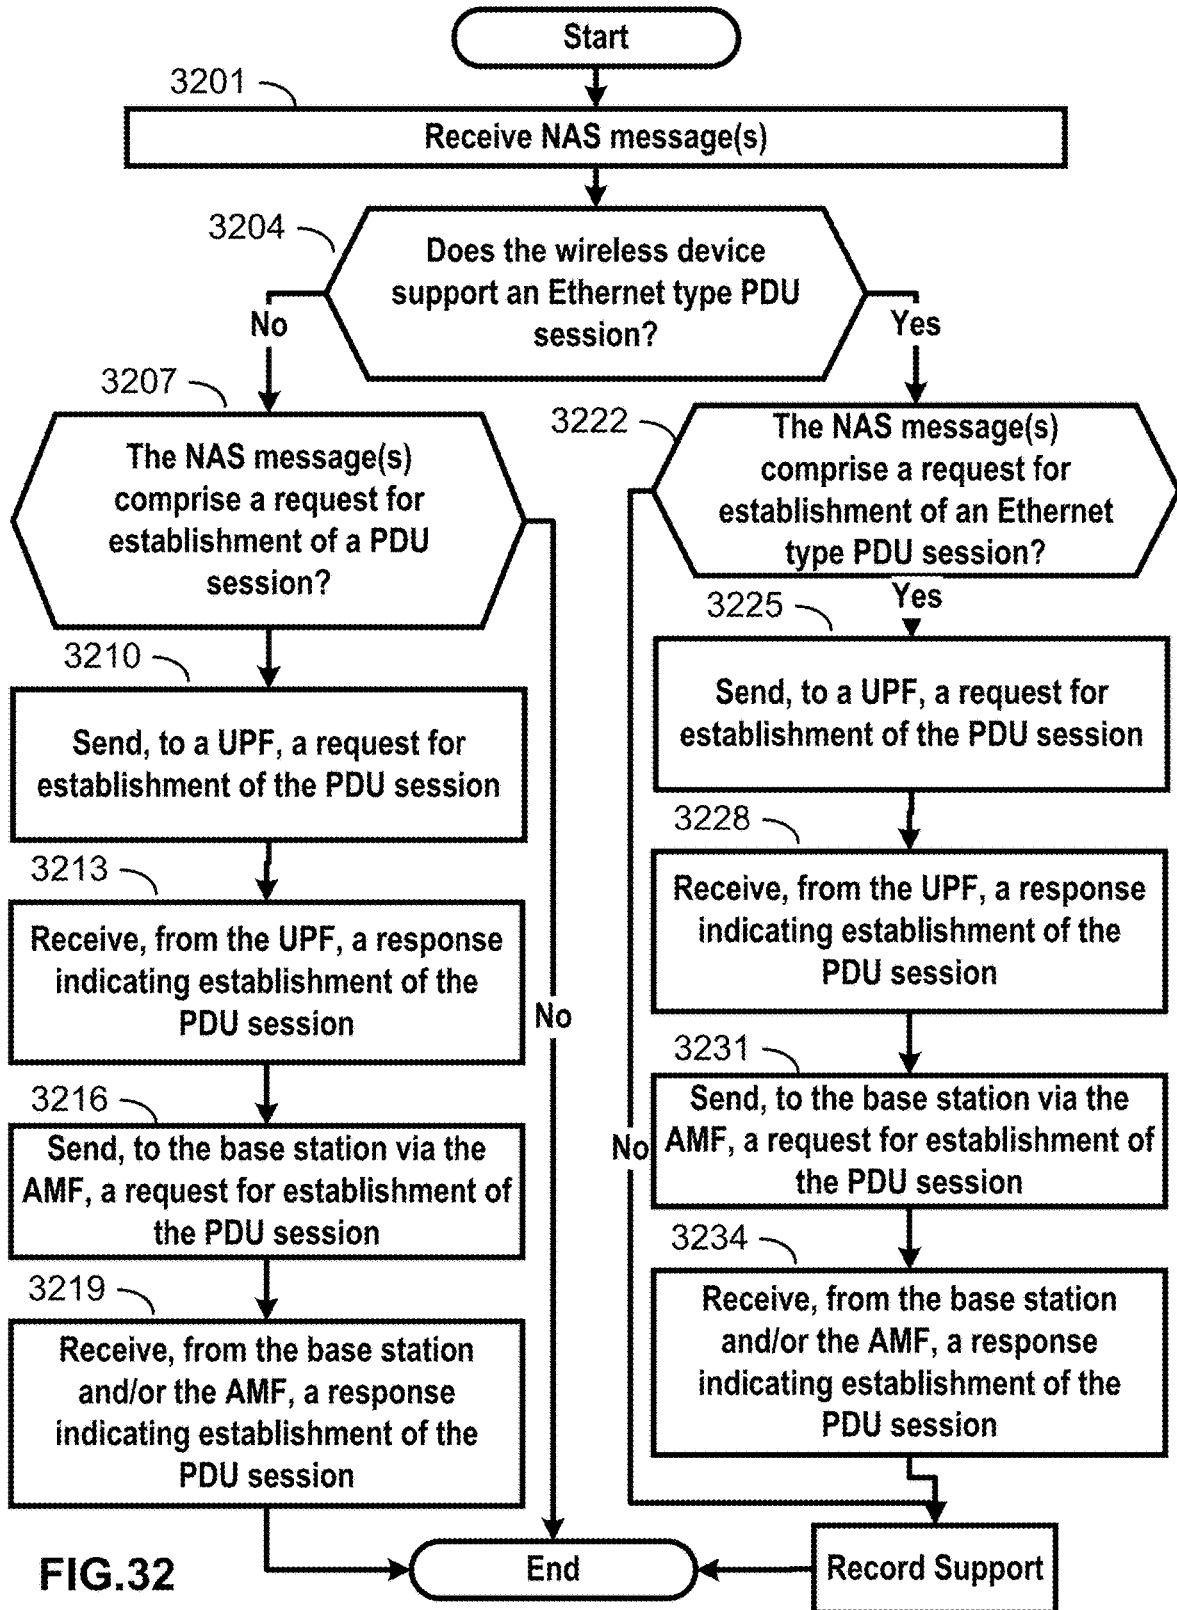 Start
3201
Receive NAS message(s)
3204
Does the wireless device
support an Ethernet type PDU
session?
No
Yes
3207
The NAS message(s)
comprise a request for
establishment of a PDU
session?
3222
The NAS message(s)
comprise a request for
establishment of an Ethernet
type PDU session?
Yes
3210
Send, to a UPF, a request for
establishment of the PDU session
3225
Send, to a UPF, a request for
establishment of the PDU session
3213
Receive, from the UPF, a response
indicating establishment of the
PDU session
No
3228
Receive, from the UPF, a response
indicating establishment of the
PDU session
3216
Send, to the base station via the
AMF, a request for establishment of
the PDU session
No
3231
Send, to the base station via the
AMF, a request for establishment of
the PDU session
3219
Receive, from the base station
and/or the AMF, a response
indicating establishment of the
PDU session
3234
Receive, from the base station
and/or the AMF, a response
indicating establishment of the
PDU session
FIG.32
End
Record Support